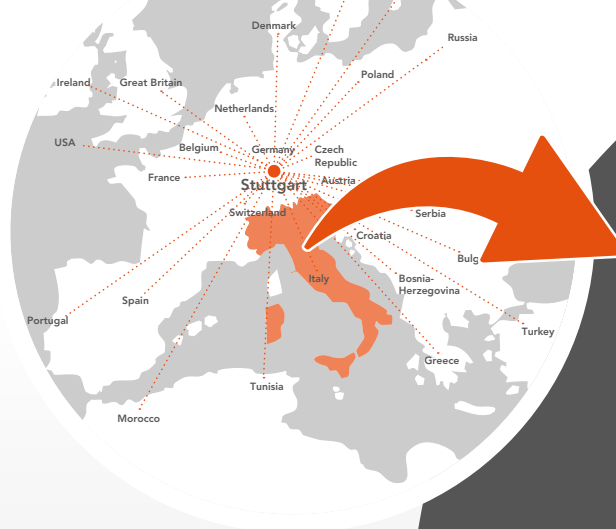 Denmark
Russia
Poland
Ireland
Great Britain
Netherlands
USA
Belgium
Germany
Czech
Republic
France
Austria
Stuttgart
Switzerland
Serbia
Croatia
Bulg
Italy
Bosnia-
Herzegovina
Spain
Portugal
Turkey
Greece
Tunisia
Morocco